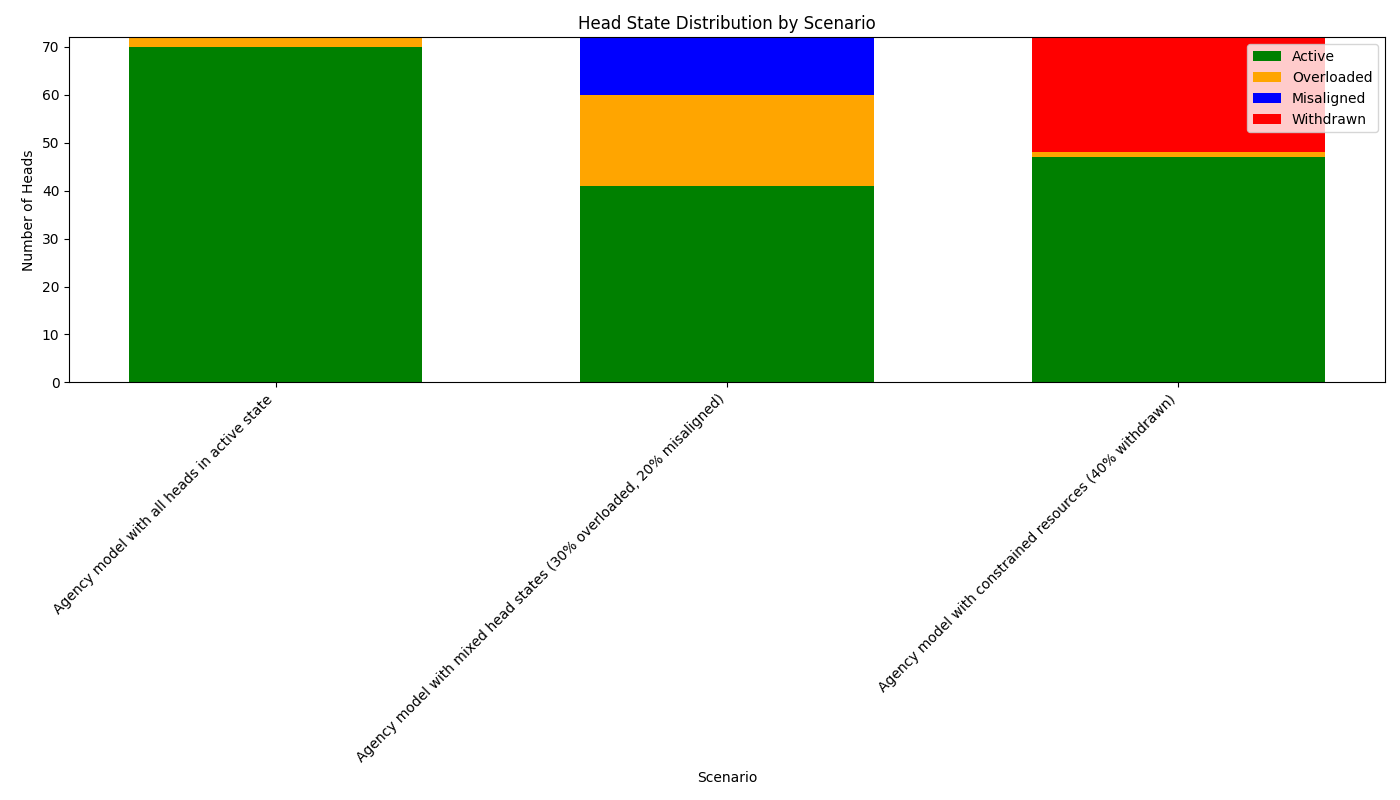 Head State Distribution by Scenario
Number of Heads
70
60
50
40
30
20
10
0
Active
Overloaded
Misaligned
Withdrawn
Agency model with all heads in active state
Agency model with mixed head states (30% overloaded, 20% misaligned)
Agency model with constrained resources (40% withdrawn)
Scenario